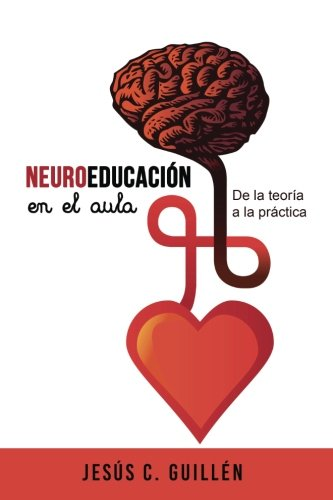 NEUROEDUCACIÓN
en el aula
De la teoría
a la práctica
JESÚS C. GUILLÉN